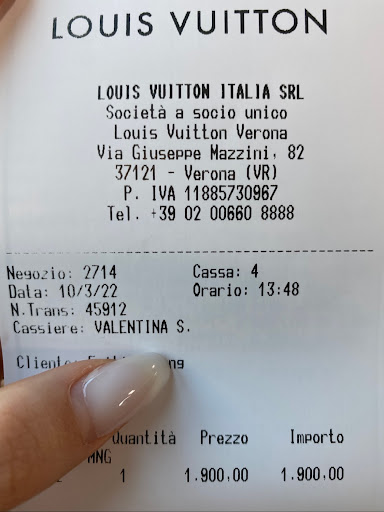 LOUIS VUITTON
LOUIS VUITTON ITALIA SRL
Società a socio unico
Louis Vuitton Verona
Via Giuseppe Mazzini, 82
37121 - Verona (VR)
P. IVA 11885730967
Tel. +39 02 00660 8888
Negozio: 2714 Cassa: 4
Data: 10/3/22 Orario: 13:48
N.Trans: 45912
Cassiere: VALENTINA S.
Quantità Prezzo Importo
MNG
1 1.900,00 1.900,00